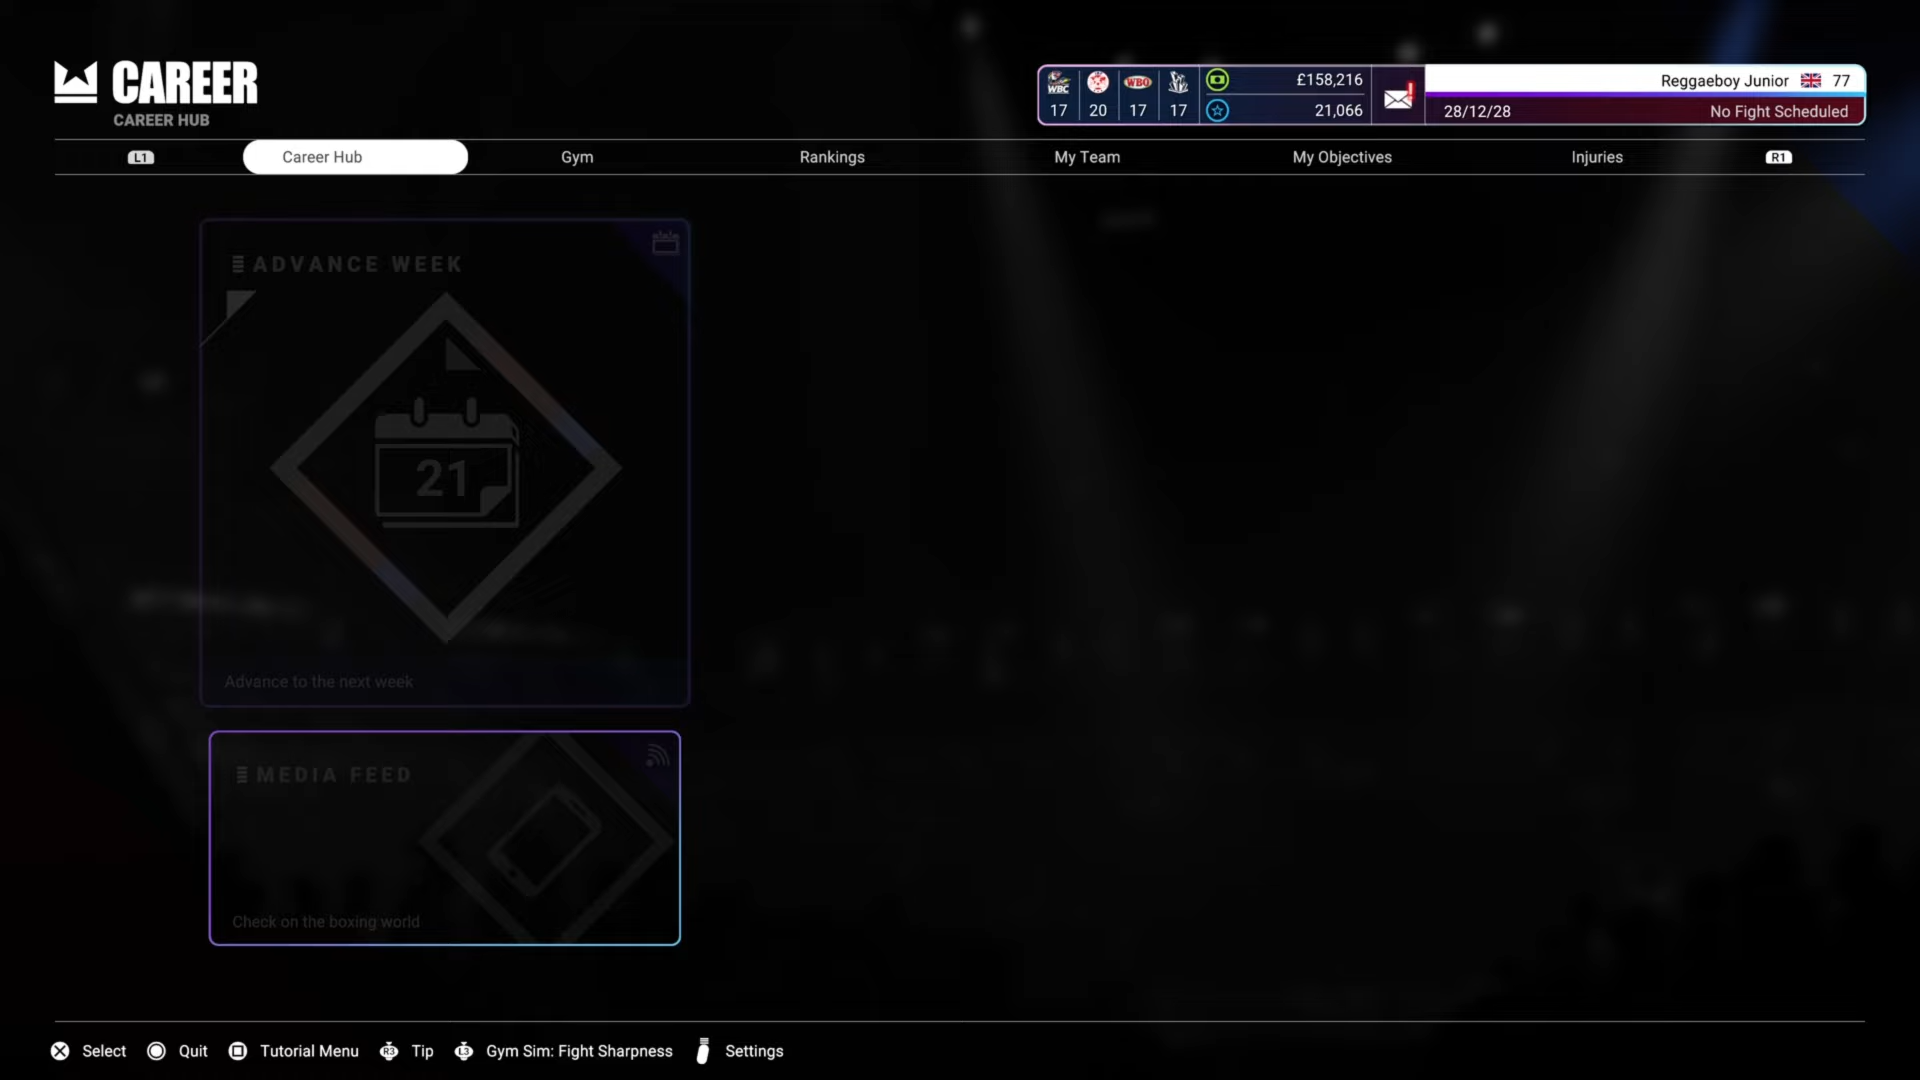 CAREER
CAREER HUB
WBC
WBO
17
20
17
17
£158,216
21,066
Reggaeboy Junior 77
28/12/28
No Fight Scheduled
L1
Career Hub
Gym
Rankings
My Team
My Objectives
Injuries
R1
ADVANCE WEEK
21
Advance to the next week
MEDIA FEED
Check on the boxing world
Select
Quit
Tutorial Menu
R3
Tip
L3
Gym Sim: Fight Sharpness
Settings